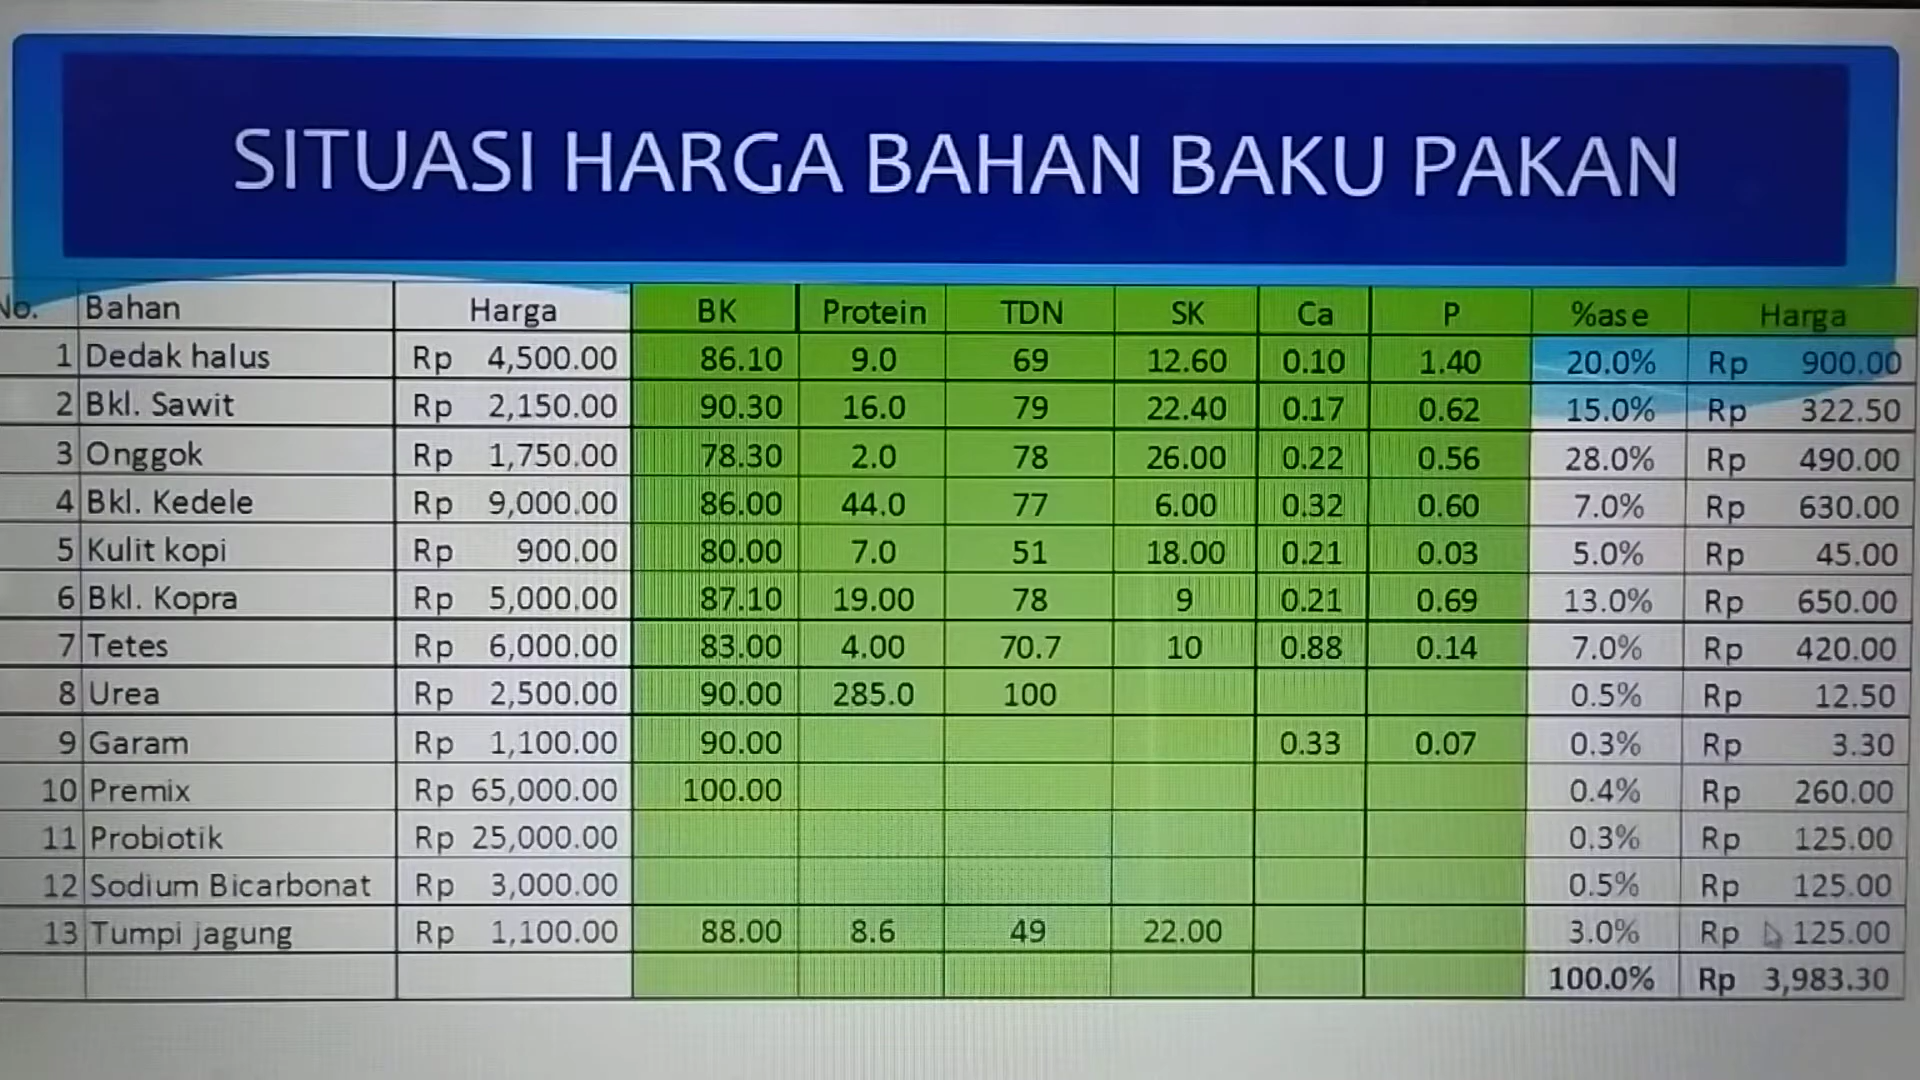 SITUASI HARGA BAHAN BAKU PAKAN
No. Bahan Harga BK Protein TDN SK Ca P %ase Harga
1 Dedak halus Rp 4,500.00 86.10 9.0 69 12.60 0.10 1.40 20.0% Rp 900.00
2 Bkl. Sawit Rp 2,150.00 90.30 16.0 79 22.40 0.17 0.62 15.0% Rp 322.50
3 Onggok Rp 1,750.00 78.30 2.0 78 26.00 0.22 0.56 28.0% Rp 490.00
4 Bkl. Kedele Rp 9,000.00 86.00 44.0 77 6.00 0.32 0.60 7.0% Rp 630.00
5 Kulit kopi Rp 900.00 80.00 7.0 51 18.00 0.21 0.03 5.0% Rp 45.00
6 Bkl. Kopra Rp 5,000.00 87.10 19.00 78 9 0.21 0.69 13.0% Rp 650.00
7 Tetes Rp 6,000.00 83.00 4.00 70.7 10 0.88 0.14 7.0% Rp 420.00
8 Urea Rp 2,500.00 90.00 285.0 100 0.5% Rp 12.50
9 Garam Rp 1,100.00 90.00 0.33 0.07 0.3% Rp 3.30
10 Premix Rp 65,000.00 100.00 0.4% Rp 260.00
11 Probiotik Rp 25,000.00 0.3% Rp 125.00
12 Sodium Bicarbonat Rp 3,000.00 0.5% Rp 125.00
13 Tumpi jagung Rp 1,100.00 88.00 8.6 49 22.00 3.0% Rp 125.00
100.0% Rp 3,983.30